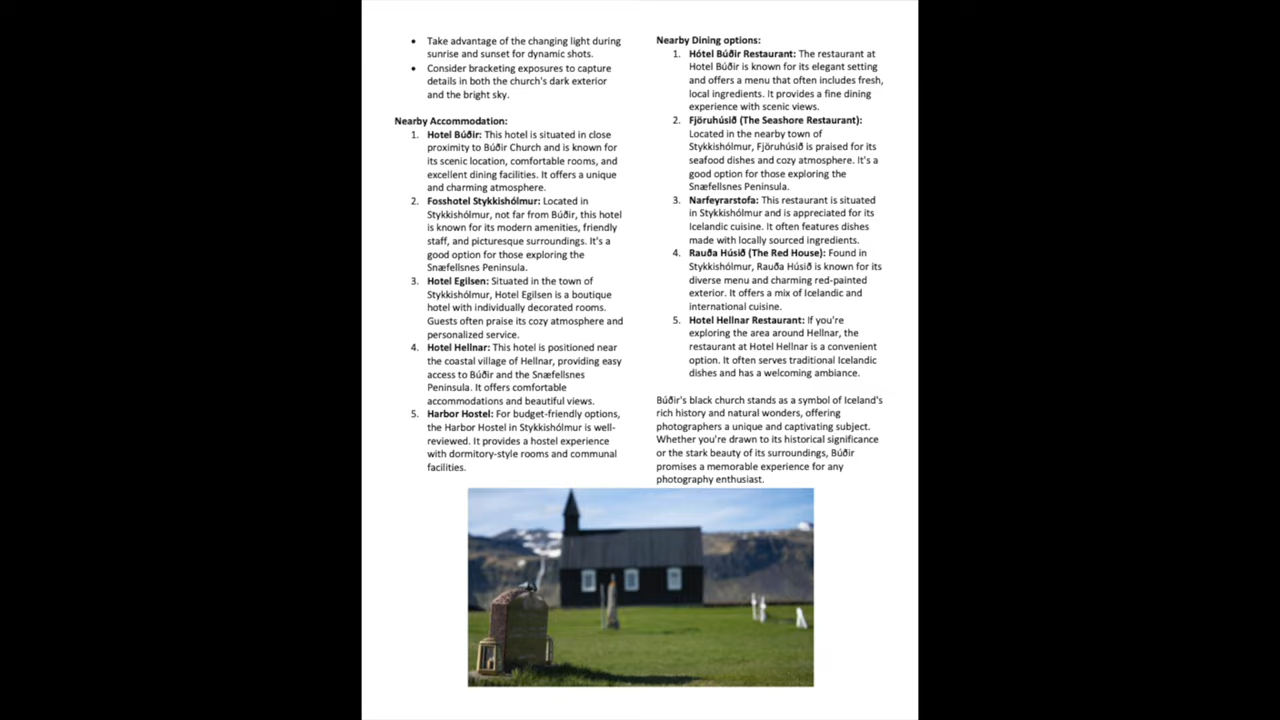 • Take advantage of the changing light during
sunrise and sunset for dynamic shots.
• Consider bracketing exposures to capture
details in both the church's dark exterior
and the bright sky.
Nearby Accommodation:
1. Hotel Búðir: This hotel is situated in close
proximity to Búðir Church and is known for
its scenic location, comfortable rooms, and
excellent dining facilities. It offers a unique
and charming atmosphere.
2. Fosshotel Stykkishólmur: Located in
Stykkishólmur, not far from Búðir, this hotel
is known for its modern amenities, friendly
staff, and picturesque surroundings. It's a
good option for those exploring the
Snæfellsnes Peninsula.
3. Hotel Egilsen: Situated in the town of
Stykkishólmur, Hotel Egilsen is a boutique
hotel with individually decorated rooms.
Guests often praise its cozy atmosphere and
personalized service.
4. Hotel Hellnar: This hotel is positioned near
the coastal village of Hellnar, providing easy
access to Búðir and the Snæfellsnes
Peninsula. It offers comfortable
accommodations and beautiful views.
5. Harbor Hostel: For budget-friendly options,
the Harbor Hostel in Stykkishólmur is well-
reviewed. It provides a hostel experience
with dormitory-style rooms and communal
facilities.
Nearby Dining options:
1. Hótel Búðir Restaurant: The restaurant at
Hotel Búðir is known for its elegant setting
and offers a menu that often includes fresh,
local ingredients. It provides a fine dining
experience with scenic views.
2. Fjöruhúsið (The Seashore Restaurant):
Located in the nearby town of
Stykkishólmur, Fjöruhúsið is praised for its
seafood dishes and cozy atmosphere. It's a
good option for those exploring the
Snæfellsnes Peninsula.
3. Narfeyrarstofa: This restaurant is situated
in Stykkishólmur and is appreciated for its
Icelandic cuisine. It often features dishes
made with locally sourced ingredients.
4. Rauða Húsið (The Red House): Found in
Stykkishólmur, Rauða Húsið is known for its
diverse menu and charming red-painted
exterior. It offers a mix of Icelandic and
international cuisine.
5. Hotel Hellnar Restaurant: If you're
exploring the area around Hellnar, the
restaurant at Hotel Hellnar is a convenient
option. It often serves traditional Icelandic
dishes and has a welcoming ambiance.
Búðir's black church stands as a symbol of Iceland's
rich history and natural wonders, offering
photographers a unique and captivating subject.
Whether you're drawn to its historical significance
or the stark beauty of its surroundings, Búðir
promises a memorable experience for any
photography enthusiast.